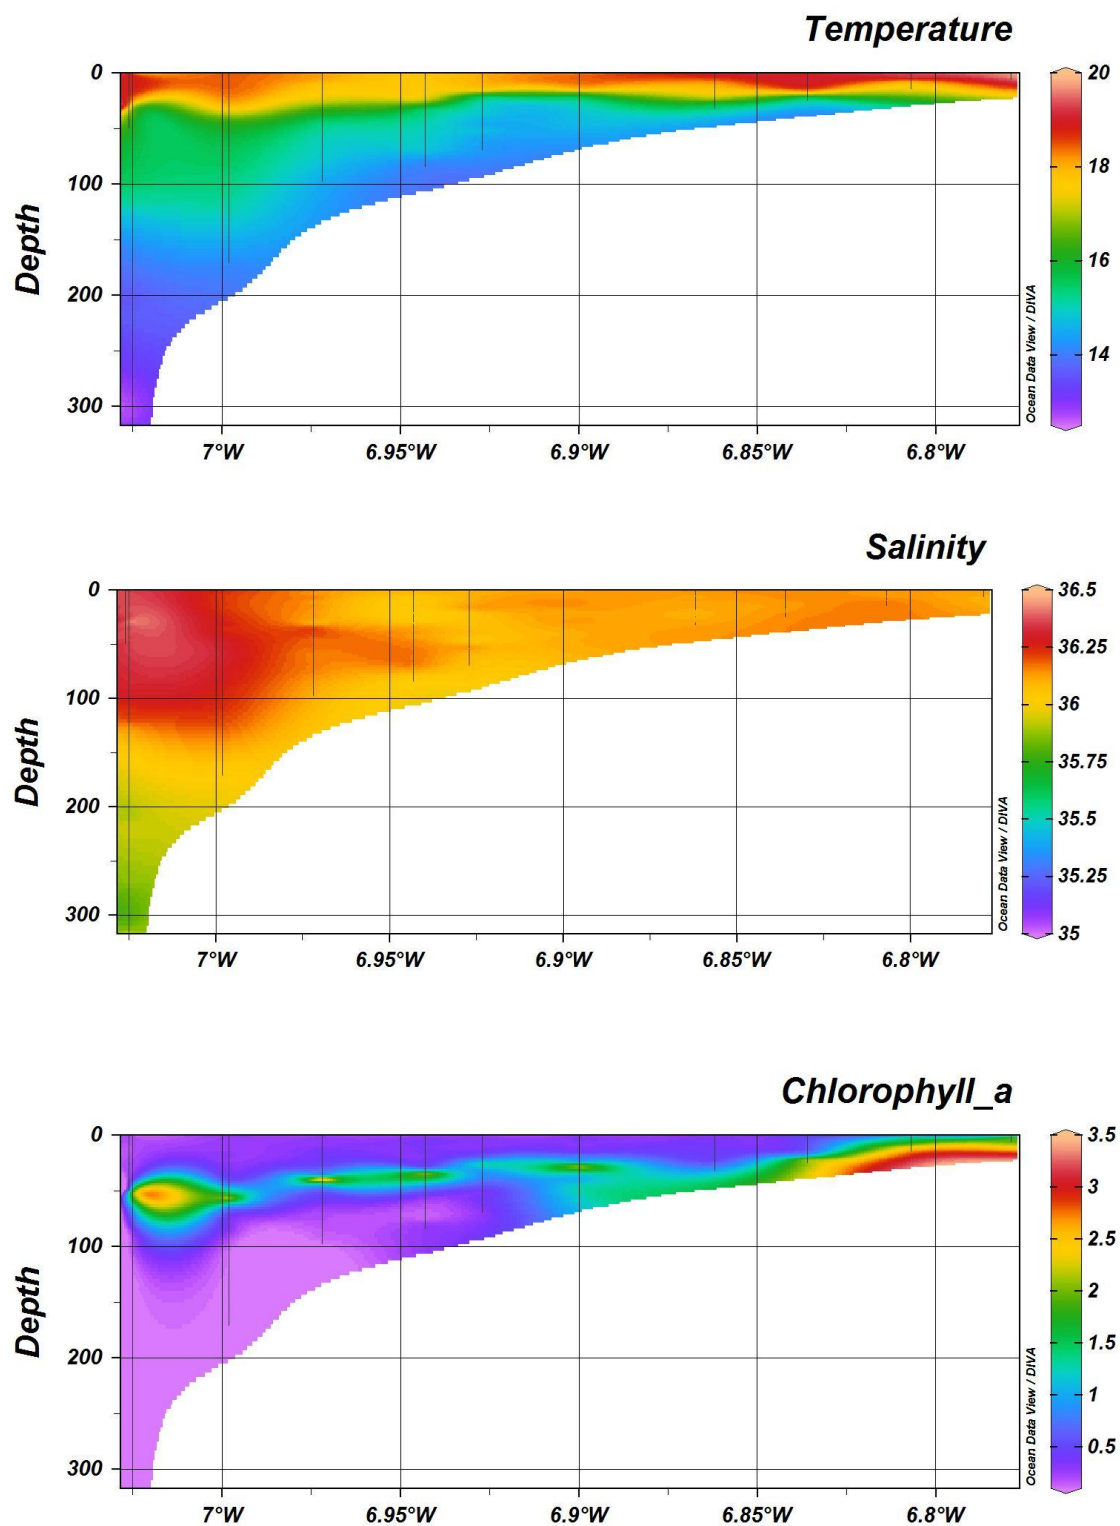 Temperature
0
100
200
300
Depth
7°W
6.95°W
6.9°W
6.85°W
6.8°W
Ocean Data View / DIVA
20
18
16
14
Salinity
0
100
200
300
Depth
7°W
6.95°W
6.9°W
6.85°W
6.8°W
Ocean Data View / DIVA
36.5
36.25
36
35.75
35.5
35.25
35
Chlorophyll_a
0
100
200
300
Depth
7°W
6.95°W
6.9°W
6.85°W
6.8°W
Ocean Data View / DIVA
3.5
3
2.5
2
1.5
1
0.5